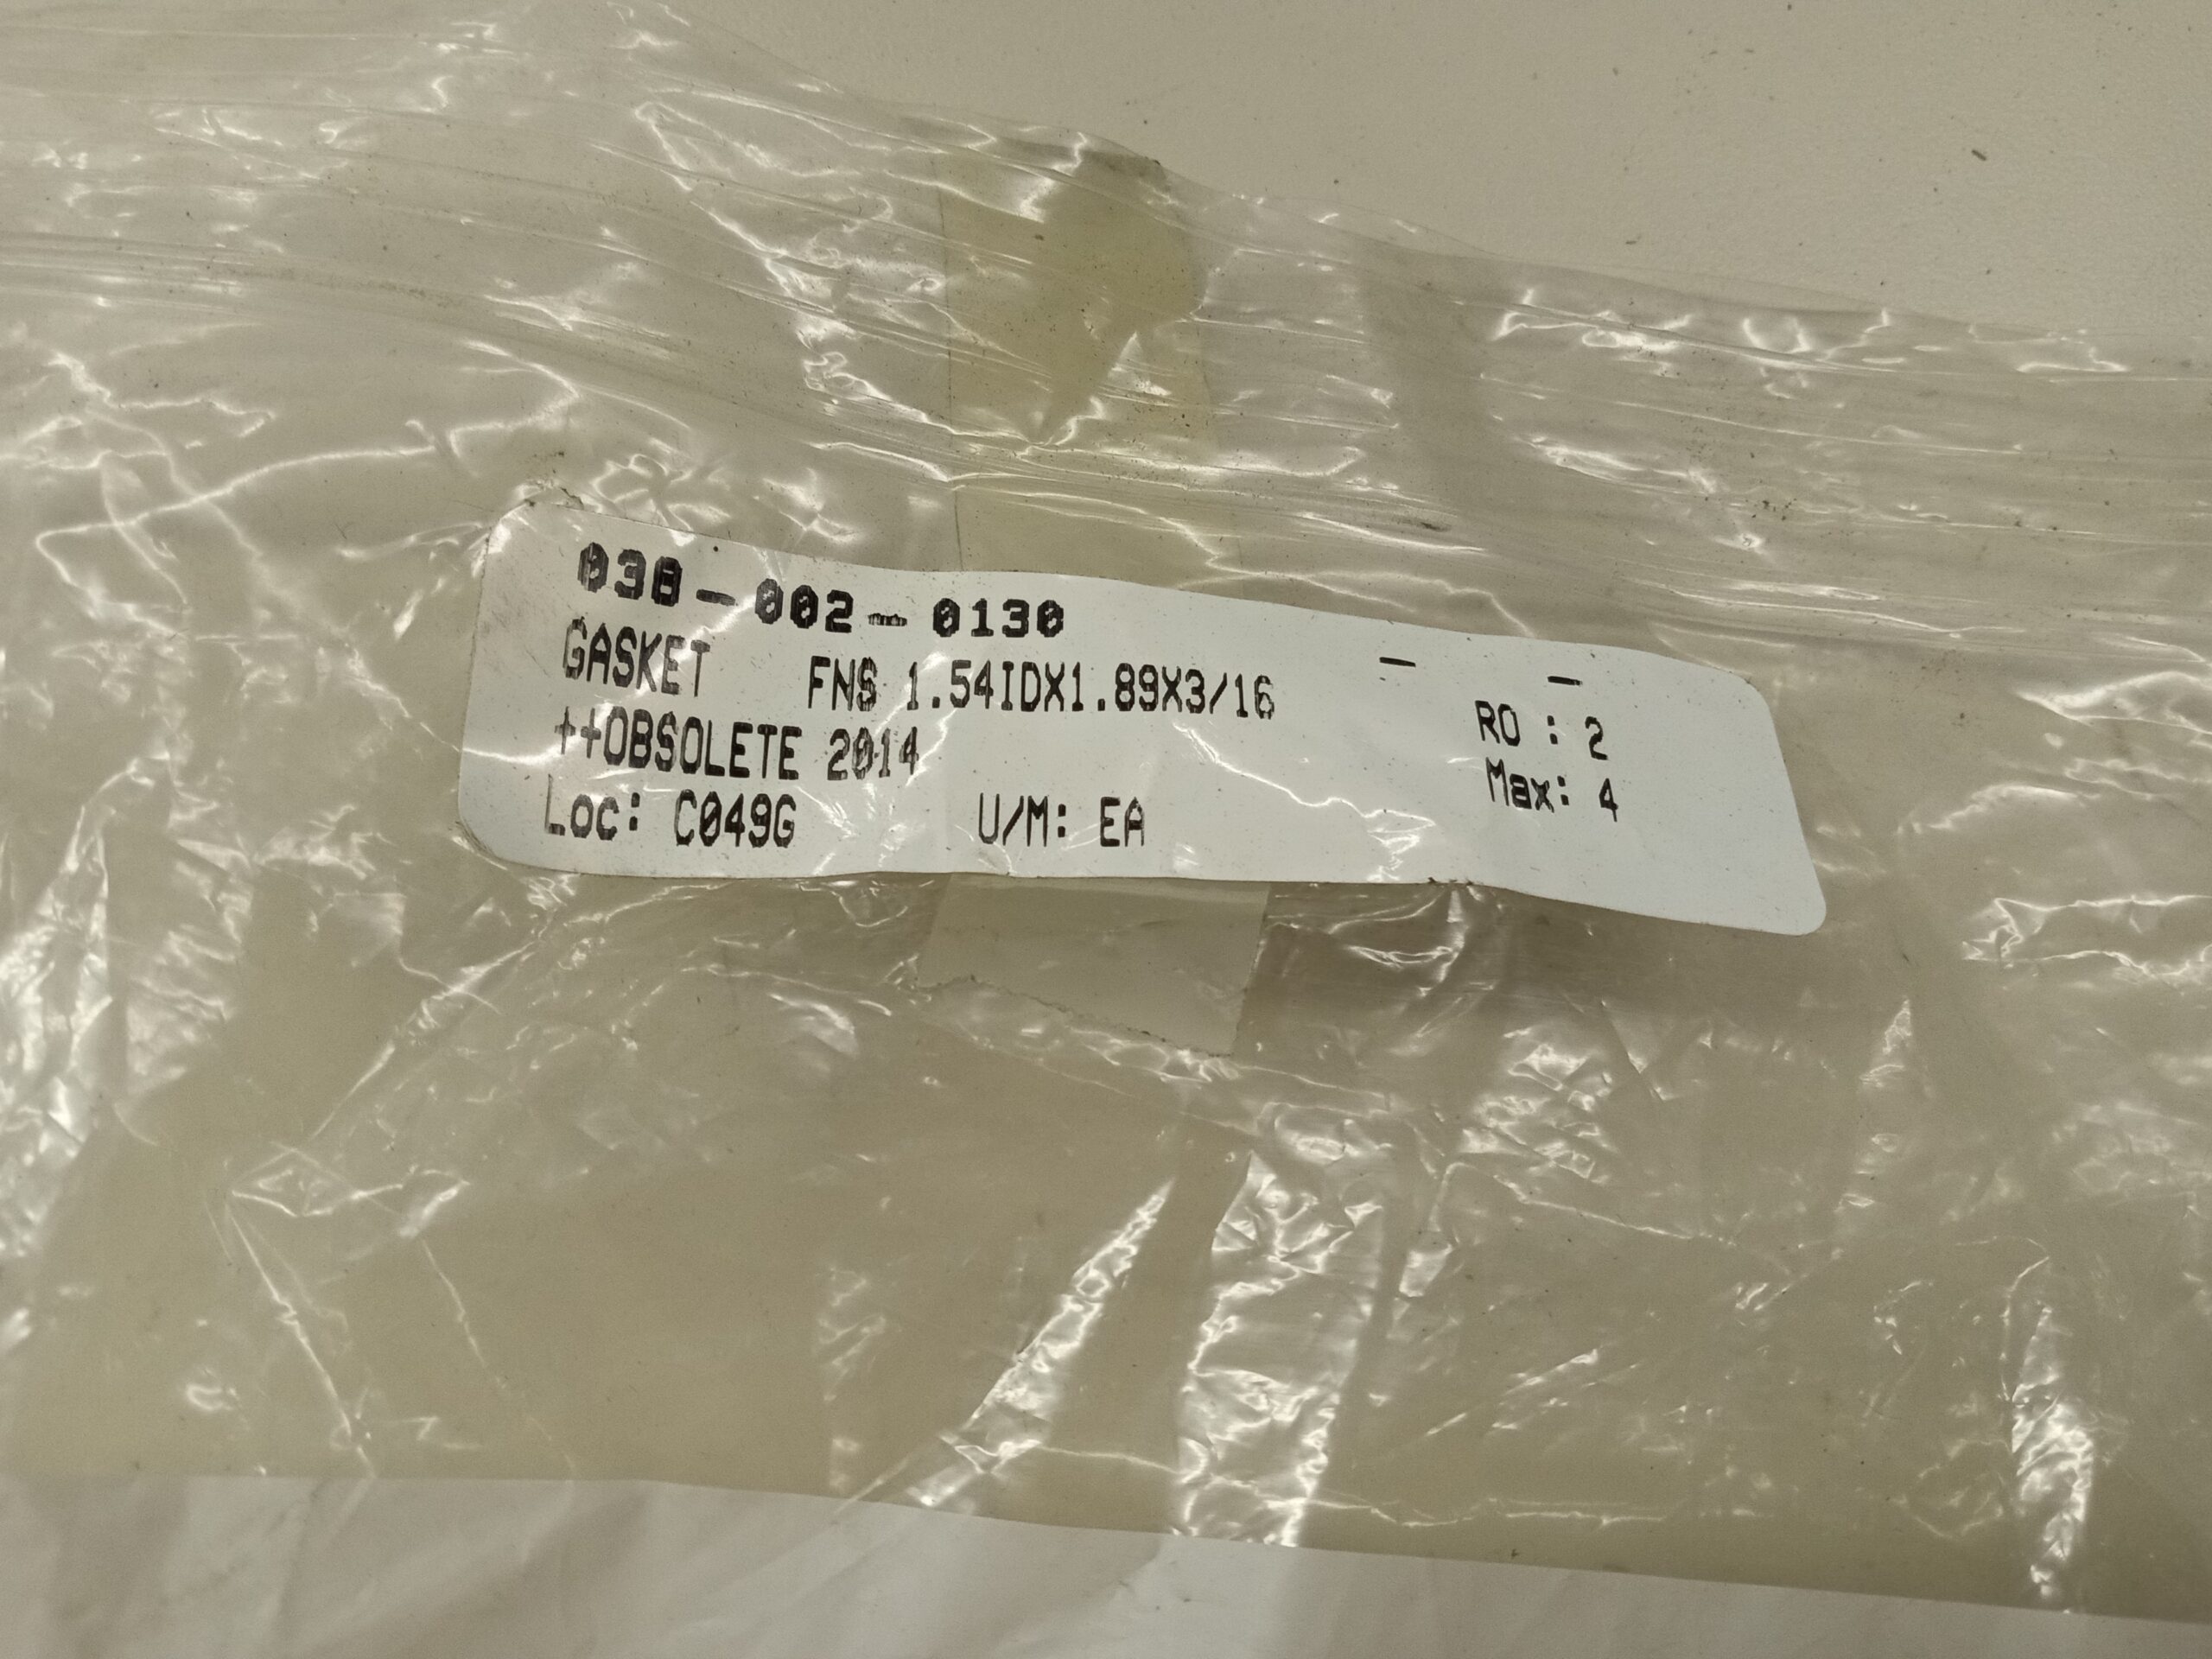 038-002-0130
GASKET FNS 1.54IDX1.89X3/16
++OBSOLETE 2014
Loc: C049G U/M: EA
- -
RO : 2
Max: 4